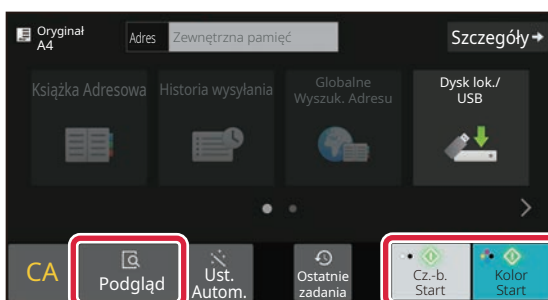 Oryginał
A4
Adres
Zewnętrzna pamięć
Szczegóły
Książka Adresowa
Historia wysyłania
Globalne
Wyszuk. Adresu
Dysk lok./
USB
CA
Podgląd
Ust.
Autom.
Ostatnie
zadania
Cz.-b.
Start
Kolor
Start